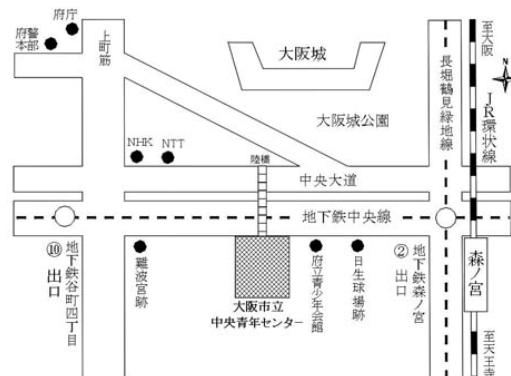 府庁
府警
本部
上町筋
大阪城
大阪城公園
長堀鶴見緑地線
至大阪
N
JR環状線
NHK
NTT
陸橋
中央大道
地下鉄中央線
⑩
出口
地下鉄谷町四丁目
難波宮跡
大阪市立
中央青年センター
府立青少年会館
日生球場跡
②
出口
地下鉄森ノ宮
森ノ宮
至天王寺